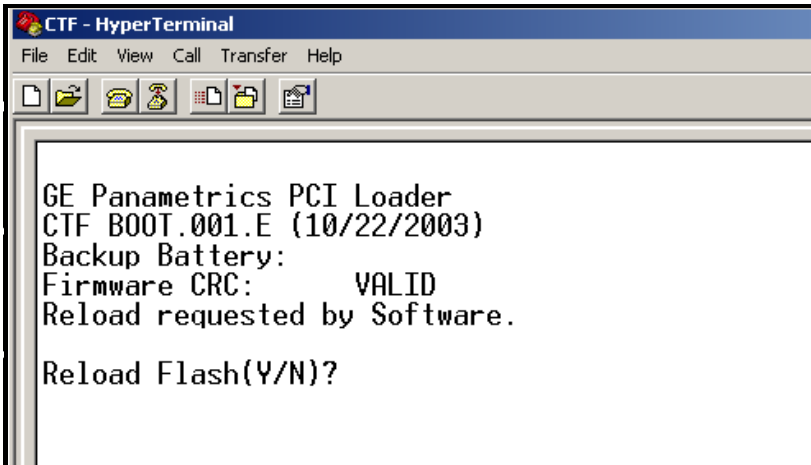 CTF - HyperTerminal
File Edit View Call Transfer Help
GE Panametrics PCI Loader
CTF BOOT.001.E (10/22/2003)
Backup Battery:
Firmware CRC: VALID
Reload requested by Software.
Reload Flash(Y/N)?